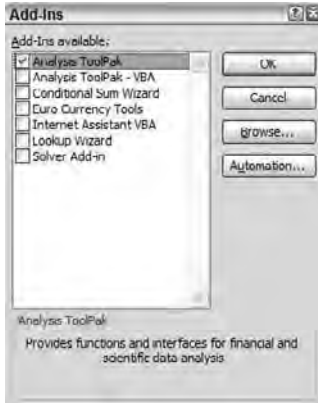 Add-Ins
Add-Ins available:
Analysis ToolPak
Analysis ToolPak - VBA
Conditional Sum Wizard
Euro Currency Tools
Internet Assistant VBA
Lookup Wizard
Solver Add-in
OK
Cancel
Browse...
Automation...
Analysis ToolPak
Provides functions and interfaces for financial and
scientific data analysis